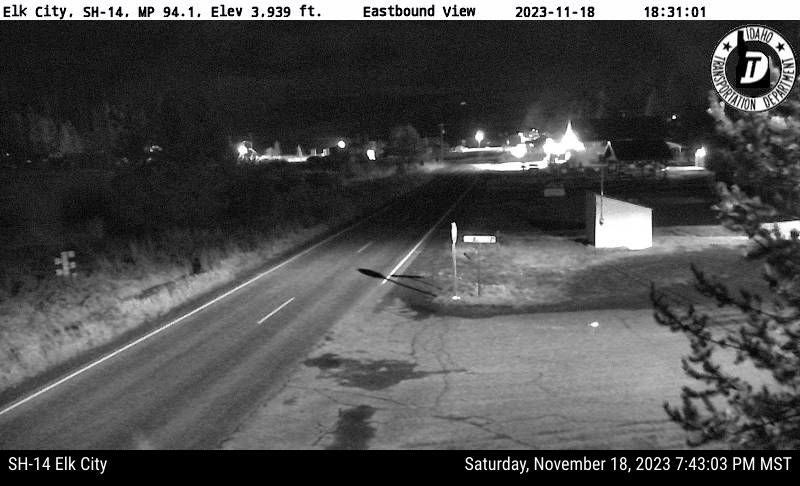 Elk City, SH-14, MP 94.1, Elev 3,939 ft. Eastbound View 2023-11-18 18:31:01
IDAHO
TRANSPORTATION DEPARTMENT
SH-14 Elk City Saturday, November 18, 2023 7:43:03 PM MST